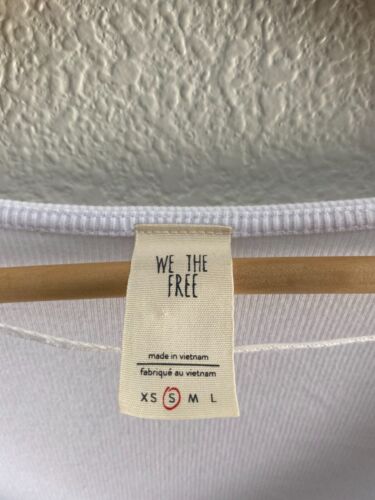 WE THE
FREE
made in vietnam
fabriqué au vietnam
XS S M L